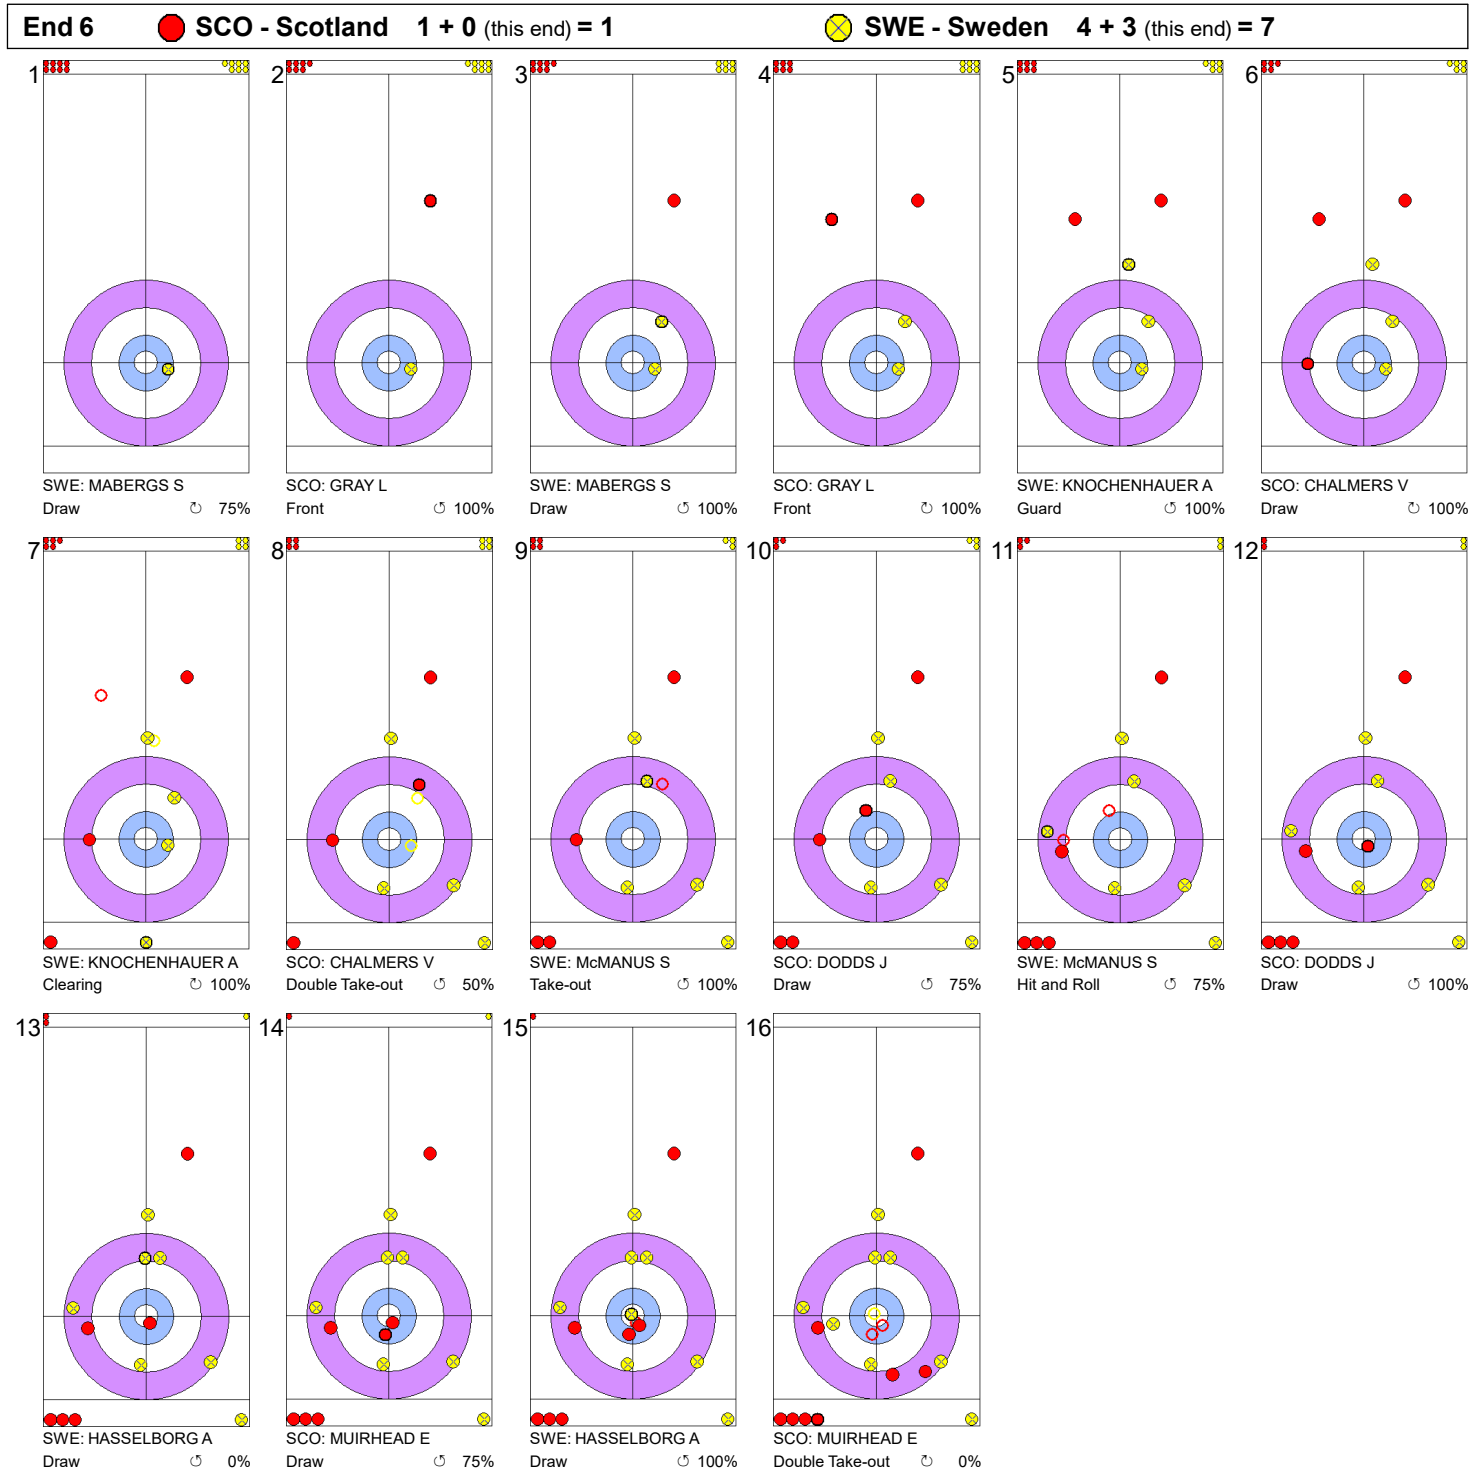 End 6 SCO - Scotland 1 + 0 (this end) = 1 SWE - Sweden 4 + 3 (this end) = 7
1 2 3 4 5 6
SWE: MABERGS S SCO: GRAY L SWE: MABERGS S SCO: GRAY L SWE: KNOCHENHAUER A SCO: CHALMERS V
Draw ↻ 75% Front ↺ 100% Draw ↺ 100% Front ↺ 100% Guard ↺ 100% Draw ↻ 100%
7 8 9 10 11 12
SWE: KNOCHENHAUER A SCO: CHALMERS V SWE: McMANUS S SCO: DODDS J SWE: McMANUS S SCO: DODDS J
Clearing ↻ 100% Double Take-out ↺ 50% Take-out ↺ 100% Draw ↺ 75% Hit and Roll ↺ 75% Draw ↺ 100%
13 14 15 16
SWE: HASSELBORG A SCO: MUIRHEAD E SWE: HASSELBORG A SCO: MUIRHEAD E
Draw ↺ 0% Draw ↺ 75% Draw ↺ 100% Double Take-out ↻ 0%